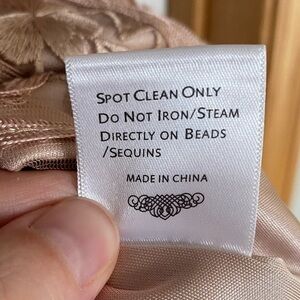 SPOT CLEAN ONLY
DO NOT IRON/STEAM
DIRECTLY ON BEADS
/SEQUINS
MADE IN CHINA